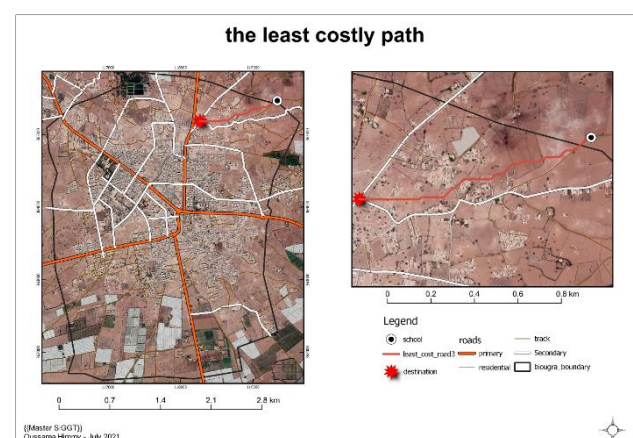 the least costly path
0 0.7 1.4 2.1 2.8 km
0 0.2 0.4 0.6 0.8 km
Legend
school
least_cost_road3
destination
roads
primary
residential
track
Secondary
biougra_boundary
{(Master SIGGT)}
Oussama Himmy - July 2021